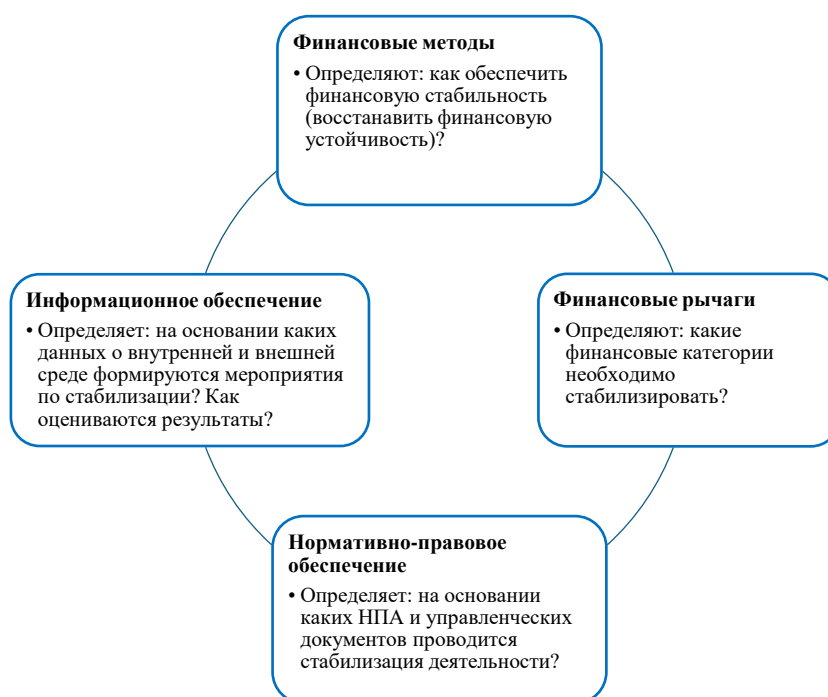 Финансовые методы
• Определяют: как обеспечить
финансовую стабильность
(восстанавить финансовую
устойчивость)?
Информационное обеспечение
• Определяет: на основании каких
данных о внутренней и внешней
среде формируются мероприятия
по стабилизации? Как
оцениваются результаты?
Финансовые рычаги
• Определяют: какие
финансовые категории
необходимо
стабилизировать?
Нормативно-правовое
обеспечение
• Определяет: на основании
каких НПА и управленческих
документов проводится
стабилизация деятельности?